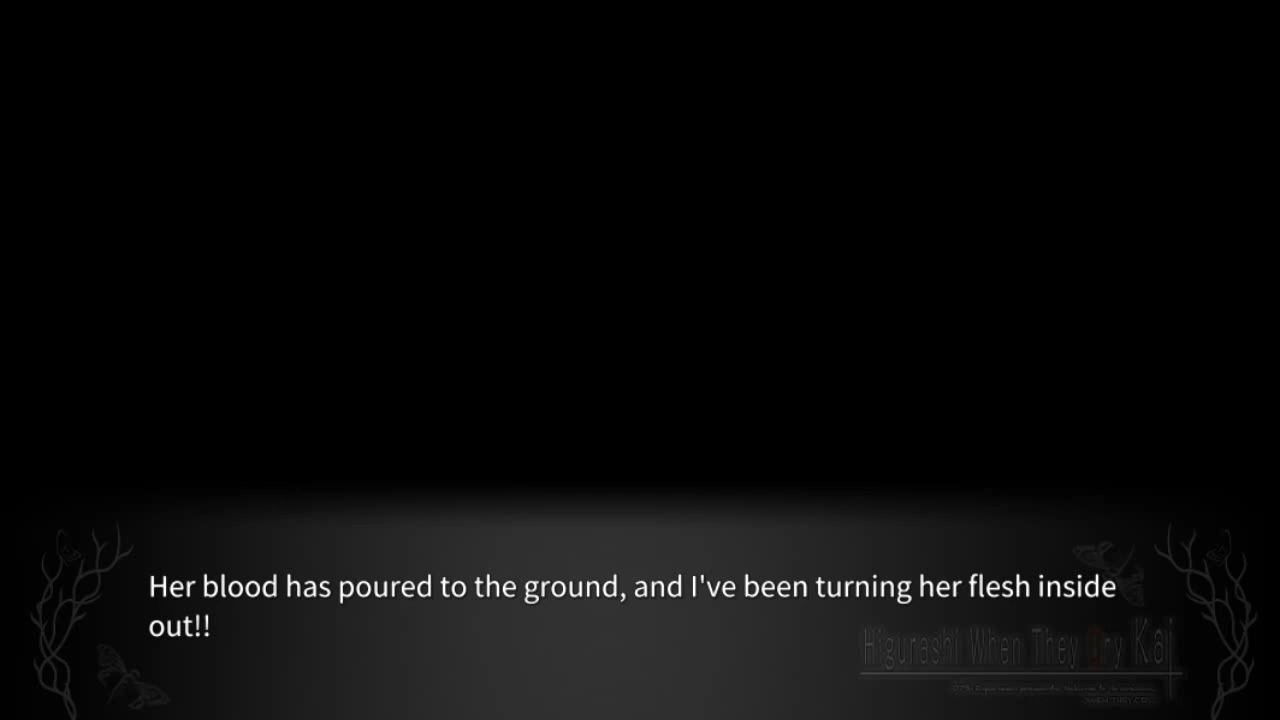 Her blood has poured to the ground, and I've been turning her flesh inside
out!!
Higurashi When They Cry Kai